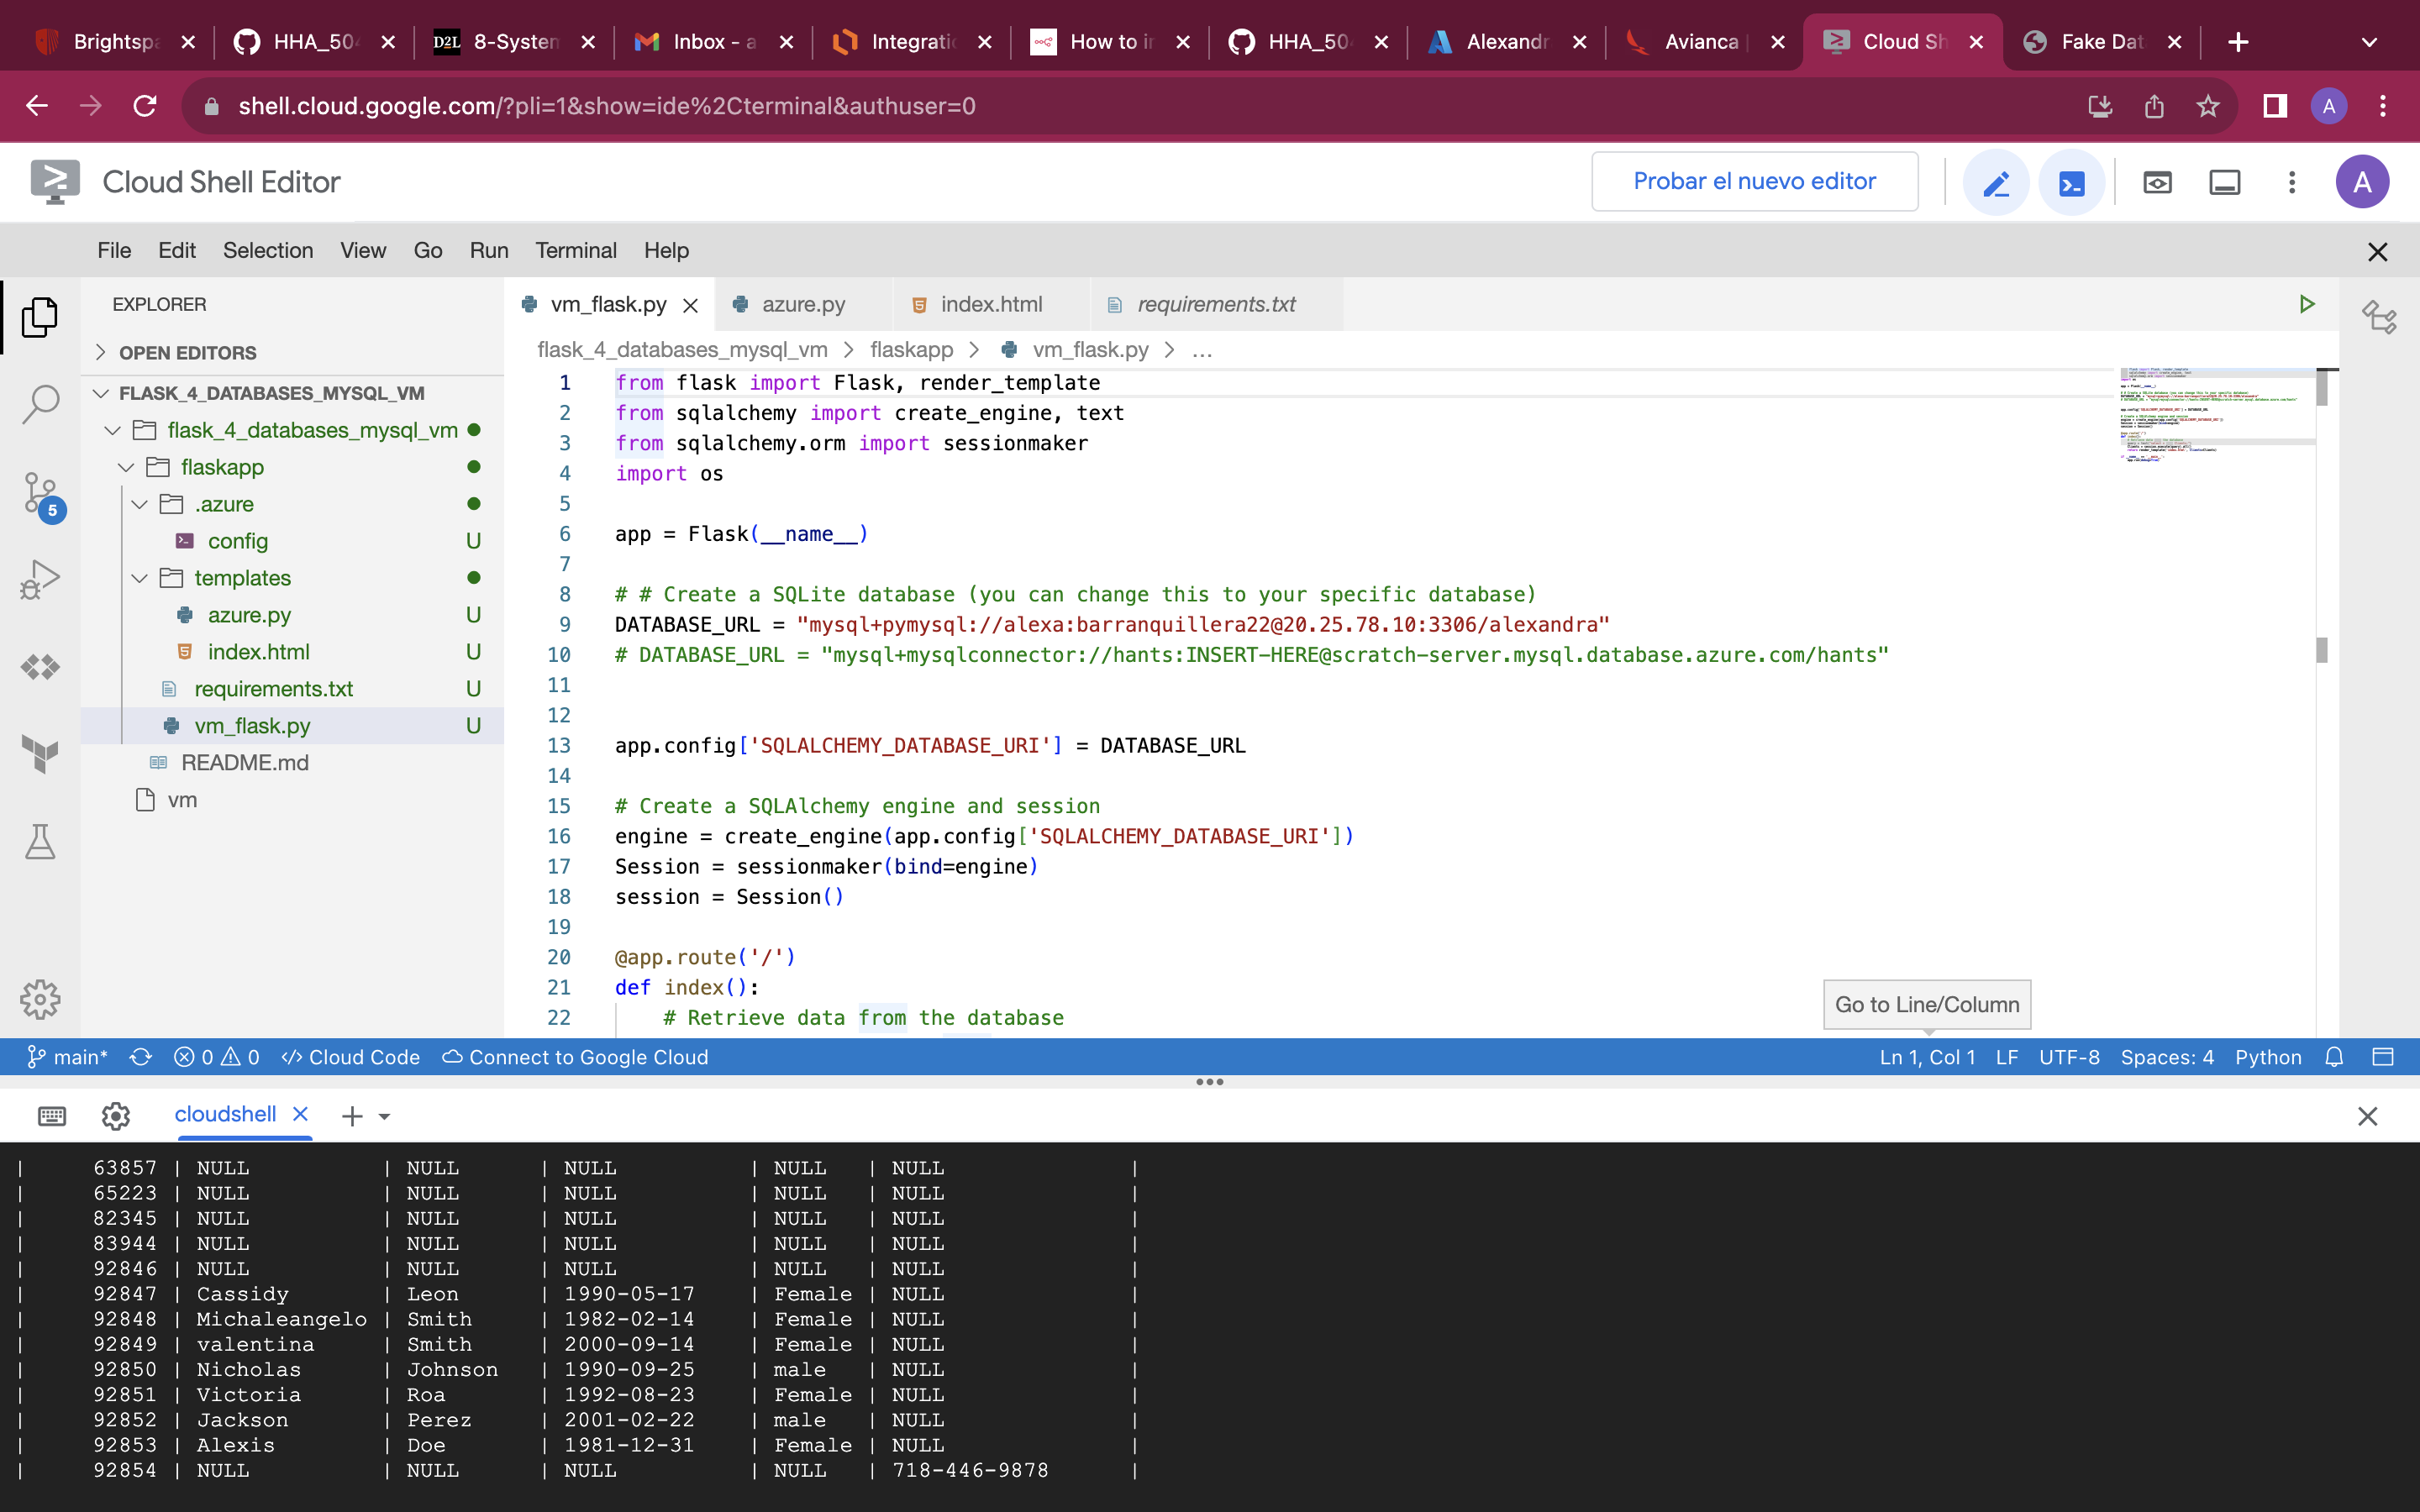 Brightspa
HHA_504
D2L 8-System
Inbox - a
Integratio
How to in
HHA_50
Alexandr
Avianca |
Cloud Sh
Fake Dat
shell.cloud.google.com/?pli=1&show=ide%2Cterminal&authuser=0
A
Cloud Shell Editor
Probar el nuevo editor
A
File Edit Selection View Go Run Terminal Help
EXPLORER
OPEN EDITORS
FLASK_4_DATABASES_MYSQL_VM
flask_4_databases_mysql_vm
flaskapp
.azure
config U
templates
azure.py U
index.html U
requirements.txt U
vm_flask.py U
README.md
vm
5
vm_flask.py
azure.py
index.html
requirements.txt
flask_4_databases_mysql_vm > flaskapp > vm_flask.py > ...
1 from flask import Flask, render_template
2 from sqlalchemy import create_engine, text
3 from sqlalchemy.orm import sessionmaker
4 import os
5
6 app = Flask(__name__)
7
8 # # Create a SQLite database (you can change this to your specific database)
9 DATABASE_URL = "mysql+pymysql://alexa:barranquillera22@20.25.78.10:3306/alexandra"
10 # DATABASE_URL = "mysql+mysqlconnector://hants:INSERT-HERE@scratch-server.mysql.database.azure.com/hants"
11
12
13 app.config['SQLALCHEMY_DATABASE_URI'] = DATABASE_URL
14
15 # Create a SQLAlchemy engine and session
16 engine = create_engine(app.config['SQLALCHEMY_DATABASE_URI'])
17 Session = sessionmaker(bind=engine)
18 session = Session()
19
20 @app.route('/')
21 def index():
22 # Retrieve data from the database
Go to Line/Column
main* 0 0 Cloud Code Connect to Google Cloud Ln 1, Col 1 LF UTF-8 Spaces: 4 Python
cloudshell
| 63857 | NULL | NULL | NULL | NULL | NULL |
| 65223 | NULL | NULL | NULL | NULL | NULL |
| 82345 | NULL | NULL | NULL | NULL | NULL |
| 83944 | NULL | NULL | NULL | NULL | NULL |
| 92846 | NULL | NULL | NULL | NULL | NULL |
| 92847 | Cassidy | Leon | 1990-05-17 | Female | NULL |
| 92848 | Michaleangelo | Smith | 1982-02-14 | Female | NULL |
| 92849 | valentina | Smith | 2000-09-14 | Female | NULL |
| 92850 | Nicholas | Johnson | 1990-09-25 | male | NULL |
| 92851 | Victoria | Roa | 1992-08-23 | Female | NULL |
| 92852 | Jackson | Perez | 2001-02-22 | male | NULL |
| 92853 | Alexis | Doe | 1981-12-31 | Female | NULL |
| 92854 | NULL | NULL | NULL | NULL | 718-446-9878 |